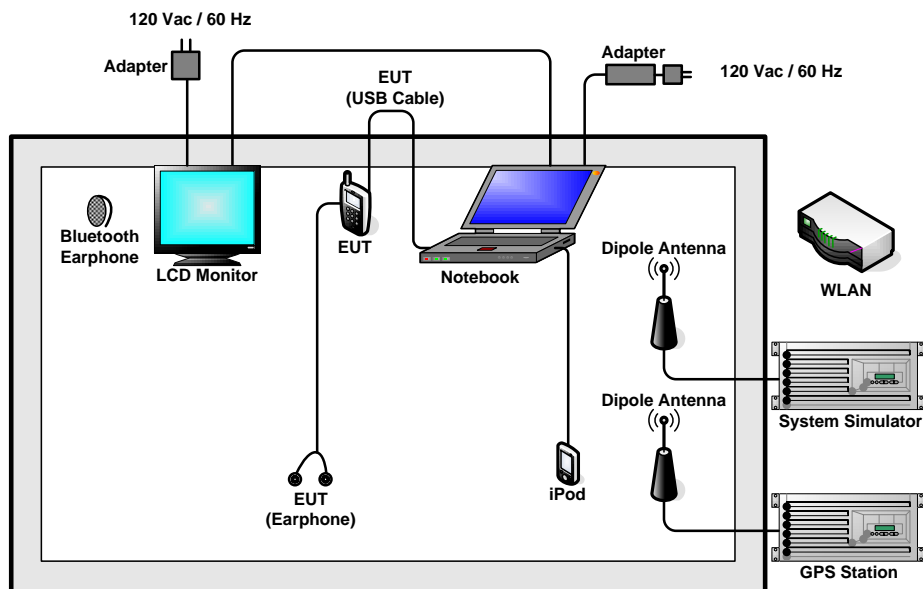 120 Vac / 60 Hz
Adapter
EUT
(USB Cable)
Adapter
120 Vac / 60 Hz
Bluetooth
Earphone
LCD Monitor
EUT
Notebook
Dipole Antenna
WLAN
Dipole Antenna
System Simulator
EUT
(Earphone)
iPod
GPS Station